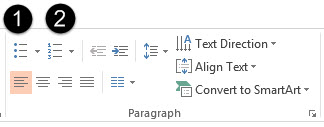 1 2
Text Direction
Align Text
Convert to SmartArt
Paragraph